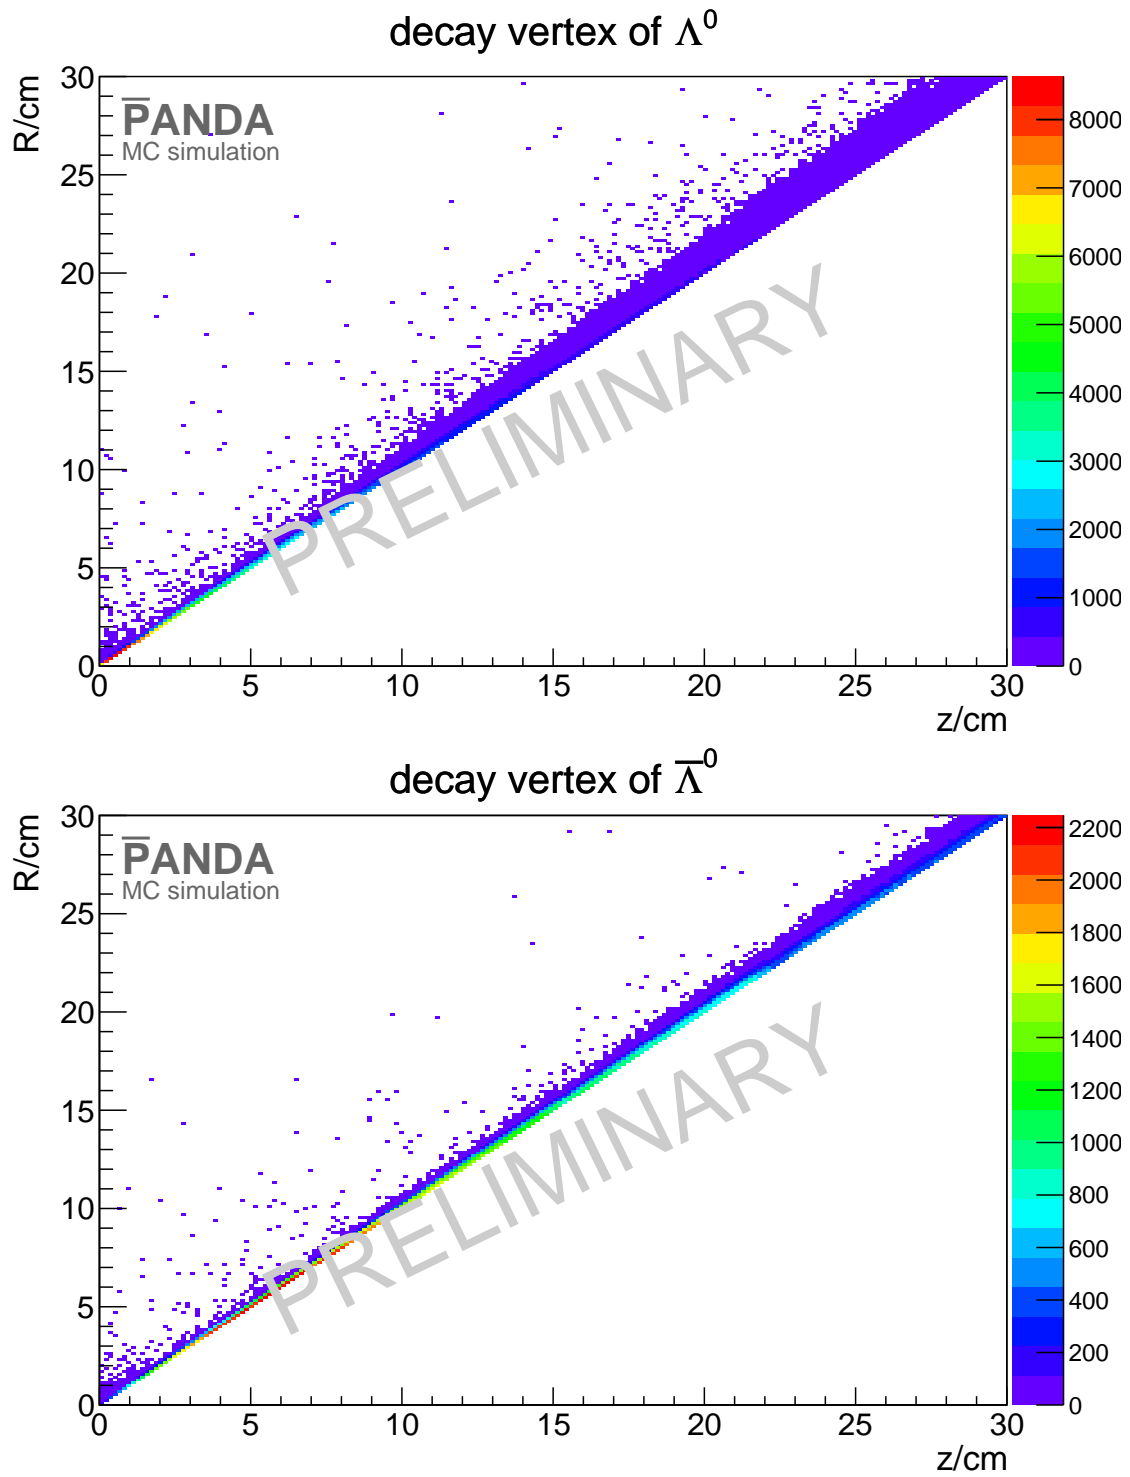 decay vertex of Λ⁰
R/cm
P̅ANDA
MC simulation
PRELIMINARY
30
25
20
15
10
5
0
0 5 10 15 20 25 30
z/cm
8000
7000
6000
5000
4000
3000
2000
1000
0
decay vertex of Λ̅⁰
R/cm
P̅ANDA
MC simulation
PRELIMINARY
30
25
20
15
10
5
0
0 5 10 15 20 25 30
z/cm
2200
2000
1800
1600
1400
1200
1000
800
600
400
200
0